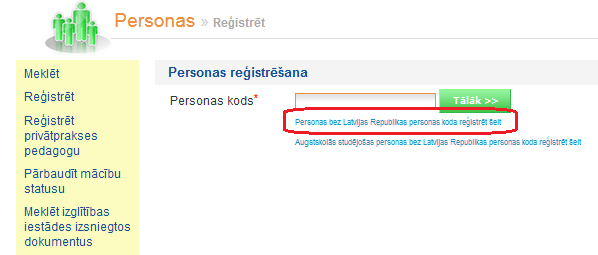 Personas » Reģistrēt
Meklēt
Reģistrēt
Reģistrēt
privātprakses
pedagogu
Pārbaudīt mācību
statusu
Meklēt izglītības
iestādes izsniegtos
dokumentus
Personas reģistrēšana
Personas kods*
Tālāk >>
Personas bez Latvijas Republikas personas koda reģistrēt šeit
Augstskolās studējošas personas bez Latvijas Republikas personas koda reģistrēt šeit